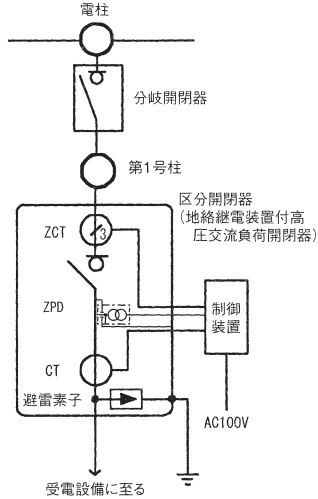 電柱
分岐開閉器
第1号柱
区分開閉器
(地絡継電装置付高
圧交流負荷開閉器)
ZCT
3
ZPD
制御
装置
CT
避雷素子
AC100V
受電設備に至る